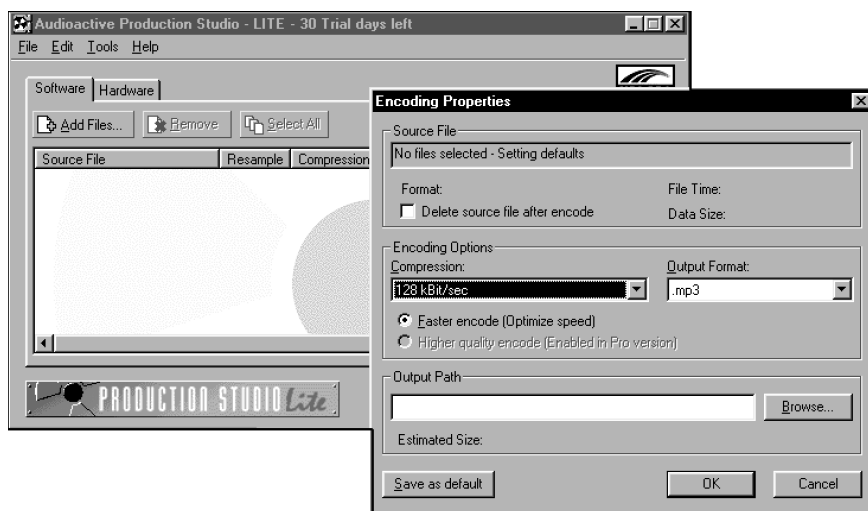 Audioactive Production Studio - LITE - 30 Trial days left
File Edit Tools Help
Software Hardware
Add Files... Remove Select All
Source File Resample Compression
PRODUCTION STUDIO Lite
Encoding Properties
Source File
No files selected - Setting defaults
Format: File Time:
Delete source file after encode Data Size:
Encoding Options
Compression: Output Format:
128 kBit/sec .mp3
Faster encode (Optimize speed)
Higher quality encode (Enabled in Pro version)
Output Path
Browse...
Estimated Size:
Save as default OK Cancel